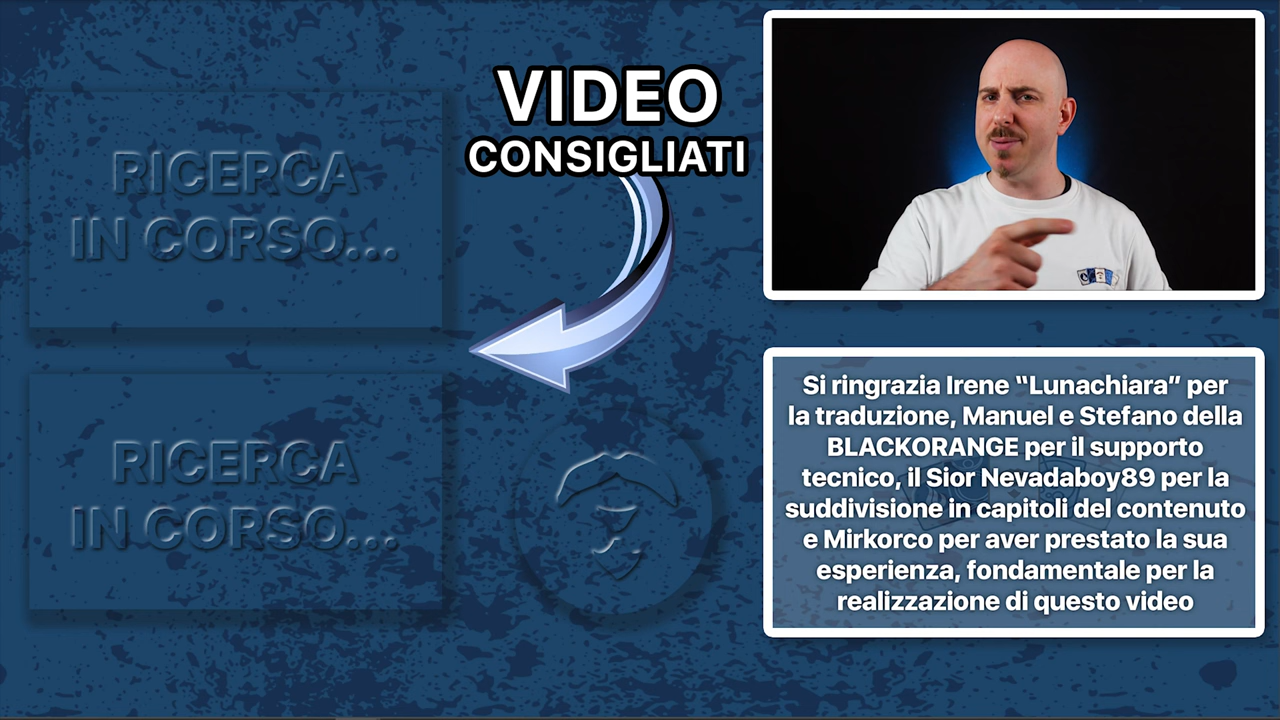 VIDEO
CONSIGLIATI
RICERCA
IN CORSO...
RICERCA
IN CORSO...
Si ringrazia Irene “Lunachiara” per
la traduzione, Manuel e Stefano della
BLACKORANGE per il supporto
tecnico, il Sior Nevadaboy89 per la
suddivisione in capitoli del contenuto
e Mirkorco per aver prestato la sua
esperienza, fondamentale per la
realizzazione di questo video